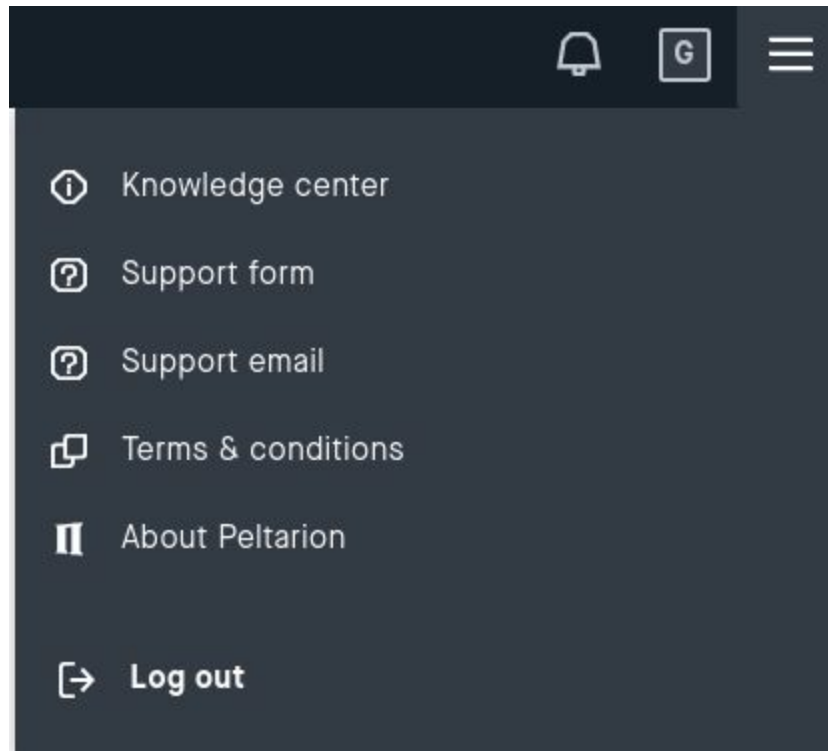 G
Knowledge center
Support form
Support email
Terms & conditions
About Peltarion
Log out